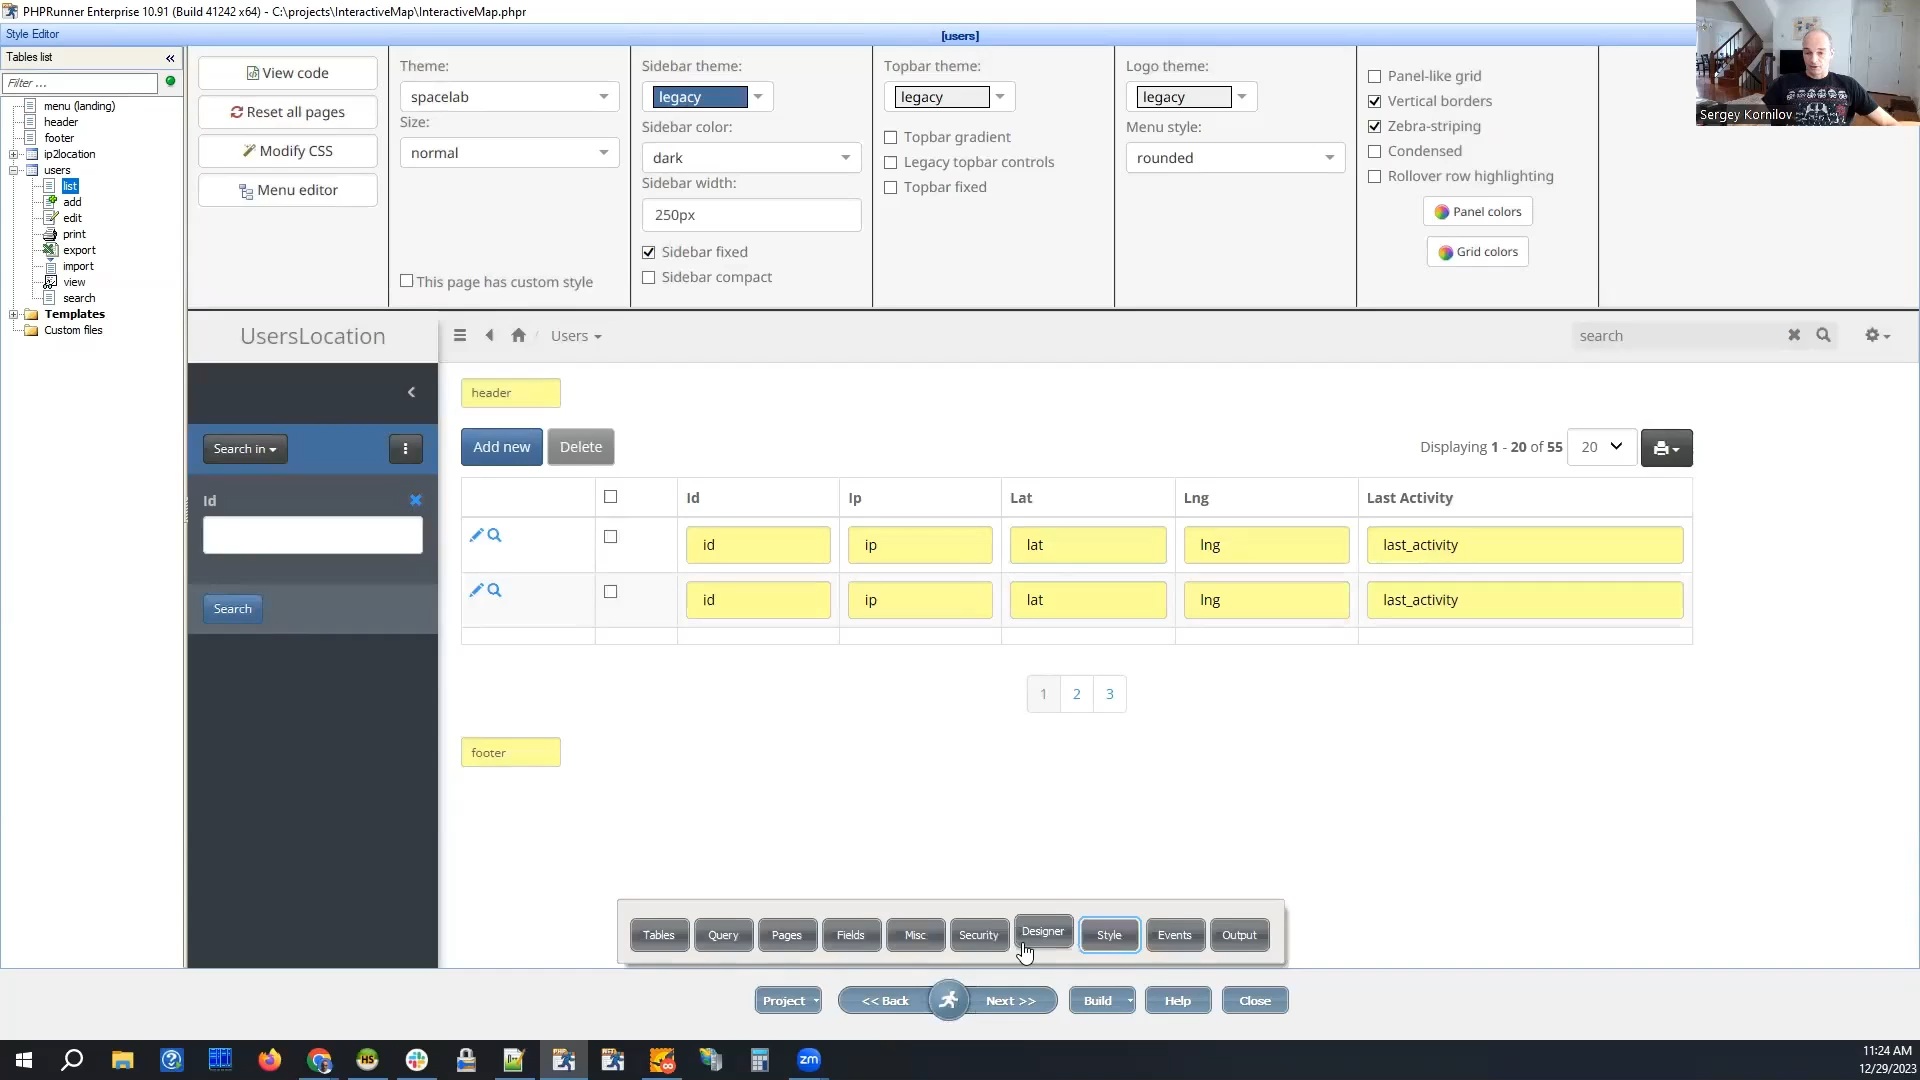 PHPRunner Enterprise 10.91 (Build 41242 x64) - C:\projects\InteractiveMap\InteractiveMap.phpr
Style Editor
[users]
Tables list
«
Filter ...
menu (landing)
header
footer
ip2location
users
list
add
edit
print
export
import
view
search
Templates
Custom files
View code
Reset all pages
Modify CSS
Menu editor
Theme:
spacelab
Size:
normal
This page has custom style
Sidebar theme:
legacy
Sidebar color:
dark
Sidebar width:
250px
Sidebar fixed
Sidebar compact
Topbar theme:
legacy
Topbar gradient
Legacy topbar controls
Topbar fixed
Logo theme:
legacy
Menu style:
rounded
Panel-like grid
Vertical borders
Zebra-striping
Condensed
Rollover row highlighting
Panel colors
Grid colors
Sergey Kornilov
UsersLocation
/ Users
search
header
Search in
Id
Search
Add new Delete
Displaying 1 - 20 of 55 20
Id Ip Lat Lng Last Activity
id ip lat lng last_activity
id ip lat lng last_activity
1 2 3
footer
Tables Query Pages Fields Misc Security Designer Style Events Output
Project << Back Next >> Build Help Close
HS
PHP
zm
11:24 AM
12/29/2023